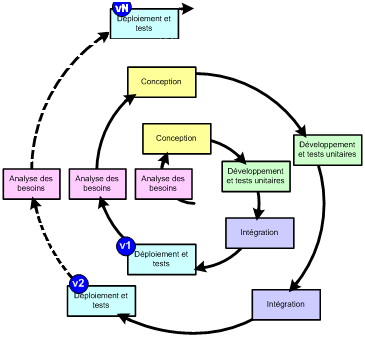 vN
Déploiement et
tests
Conception
Conception
Développement
et tests unitaires
Développement
et tests unitaires
Analyse des
besoins
Analyse des
besoins
Analyse des
besoins
Intégration
v1
Déploiement et
tests
v2
Déploiement et
tests
Intégration